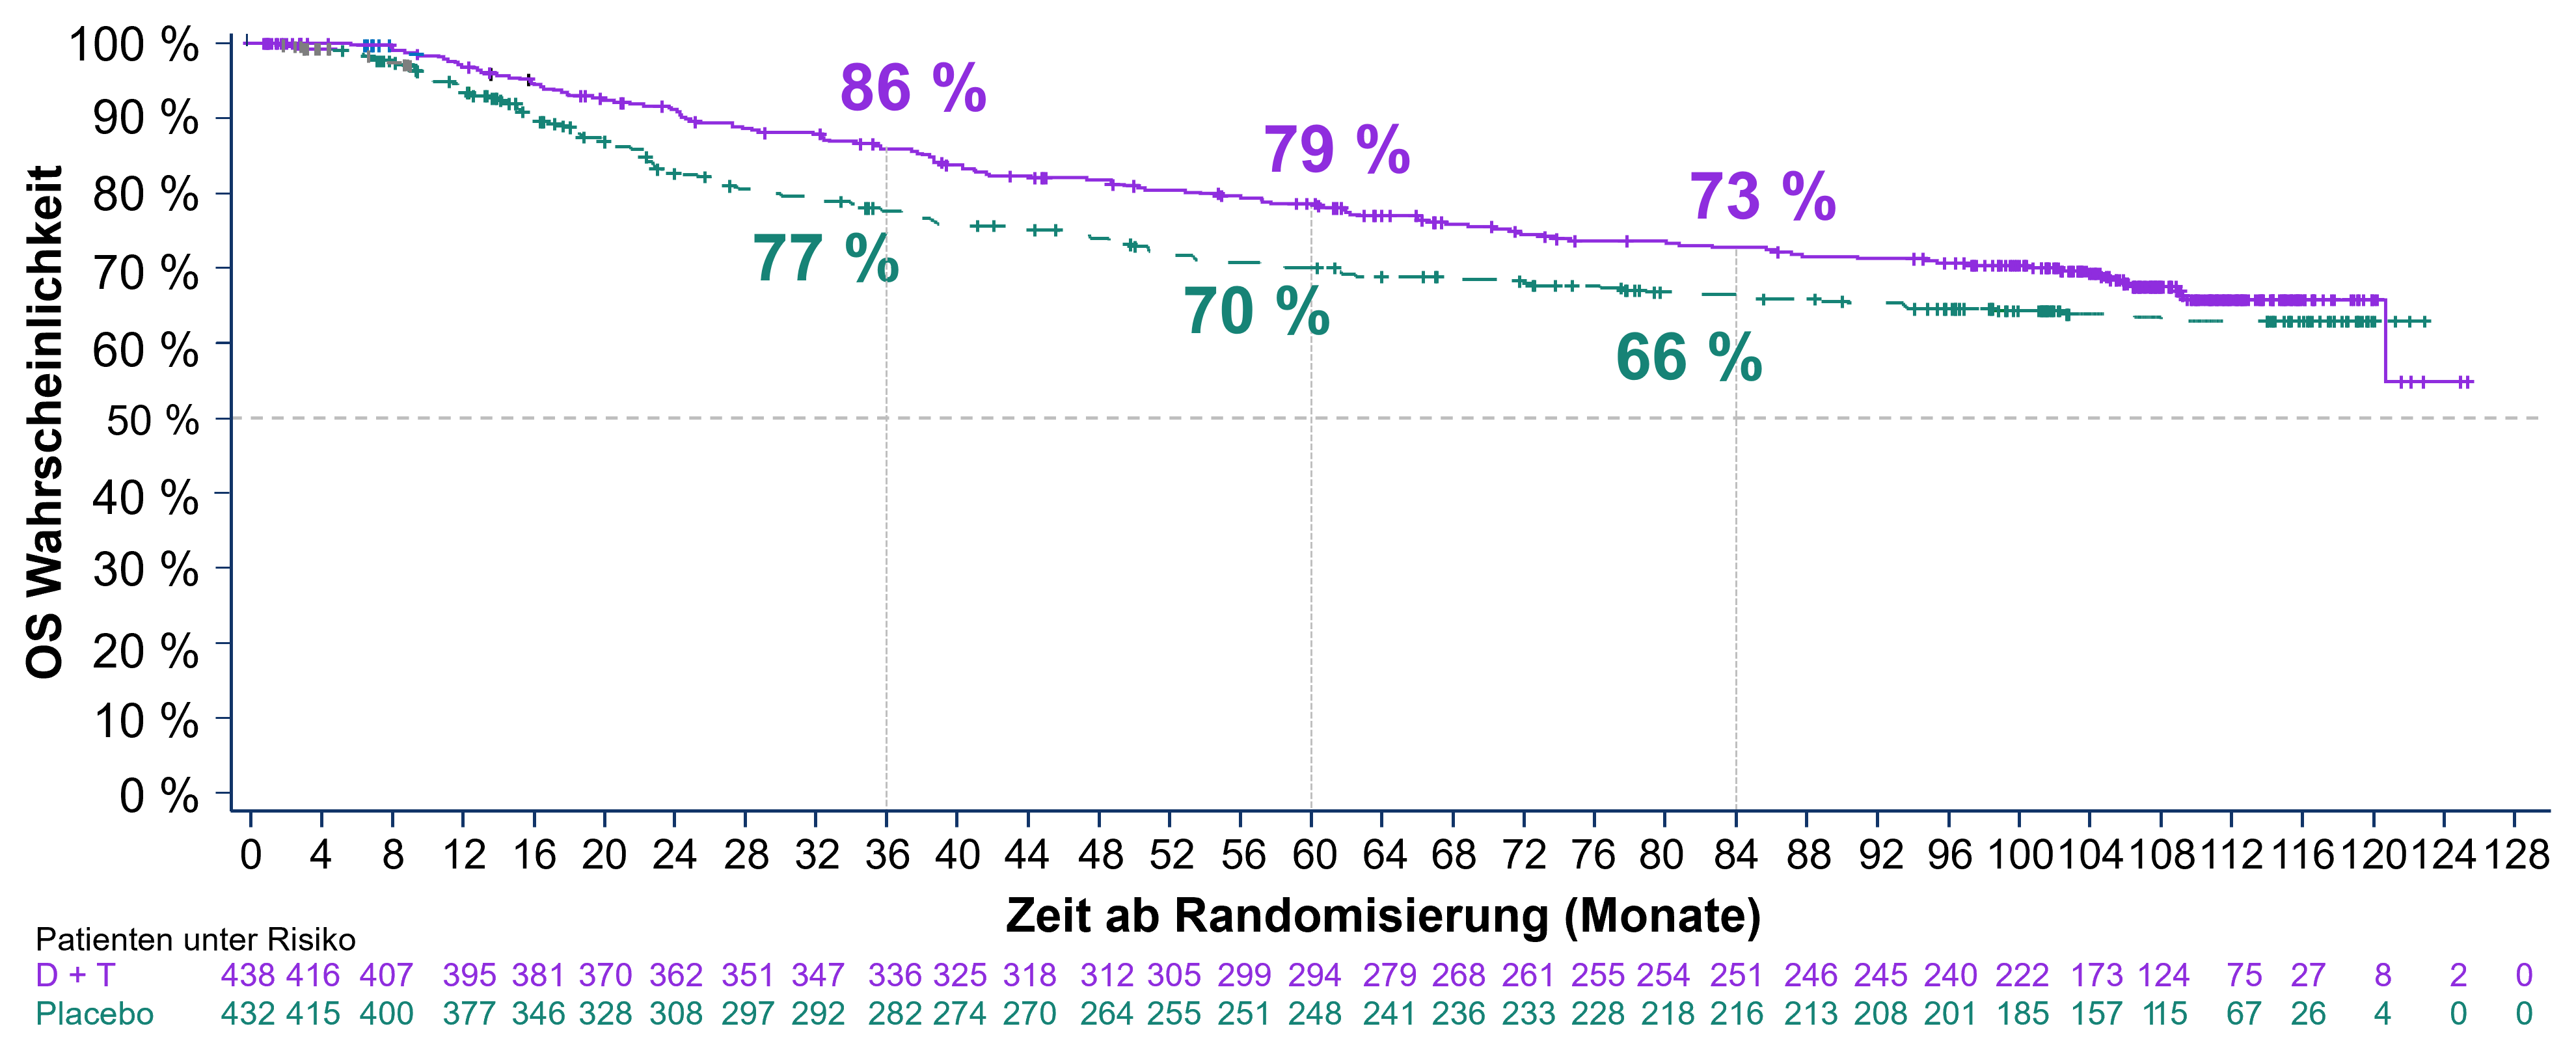 100 %
90 %
80 %
70 %
60 %
50 %
40 %
30 %
20 %
10 %
0 %
OS Wahrscheinlichkeit
86 %
79 %
73 %
77 %
70 %
66 %
0 4 8 12 16 20 24 28 32 36 40 44 48 52 56 60 64 68 72 76 80 84 88 92 96 100 104 108 112 116 120 124 128
Zeit ab Randomisierung (Monate)
Patienten unter Risiko
D + T 438 416 407 395 381 370 362 351 347 336 325 318 312 305 299 294 279 268 261 255 254 251 246 245 240 222 173 124 75 27 8 2 0
Placebo 432 415 400 377 346 328 308 297 292 282 274 270 264 255 251 248 241 236 233 228 218 216 213 208 201 185 157 115 67 26 4 0 0